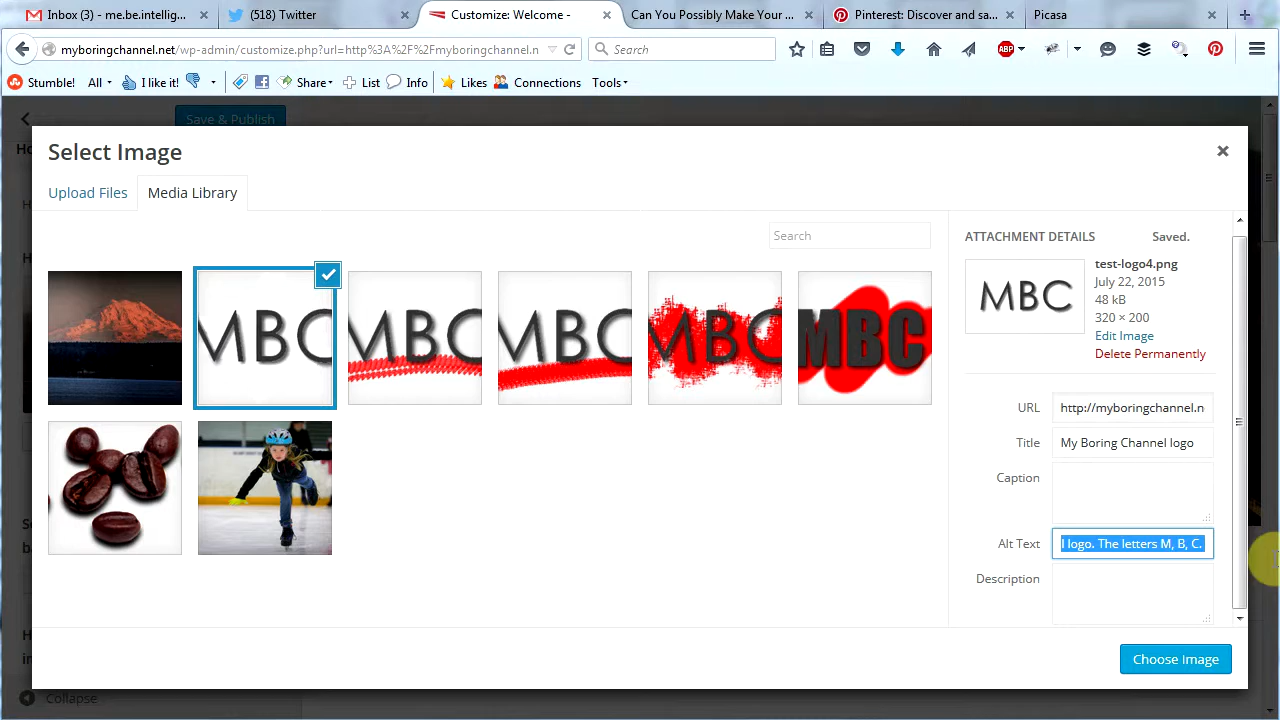 Inbox (3) - me.be.intellig...
(518) Twitter
Customize: Welcome -
Can You Possibly Make Your ...
Pinterest: Discover and sa...
Picasa
myboringchannel.net/wp-admin/customize.php?url=http%3A%2F%2Fmyboringchannel.n
Search
Stumble!
All
I like it!
Share
List
Info
Likes
Connections
Tools
Save & Publish
Select Image
Upload Files
Media Library
Search
ATTACHMENT DETAILS
Saved.
MBC
test-logo4.png
July 22, 2015
48 kB
320 × 200
Edit Image
Delete Permanently
MBC
MBC
MBC
MBC
MBC
URL
http://myboringchannel.n
Title
My Boring Channel logo
Caption
Alt Text
l logo. The letters M, B, C.
Description
Choose Image
Collapse